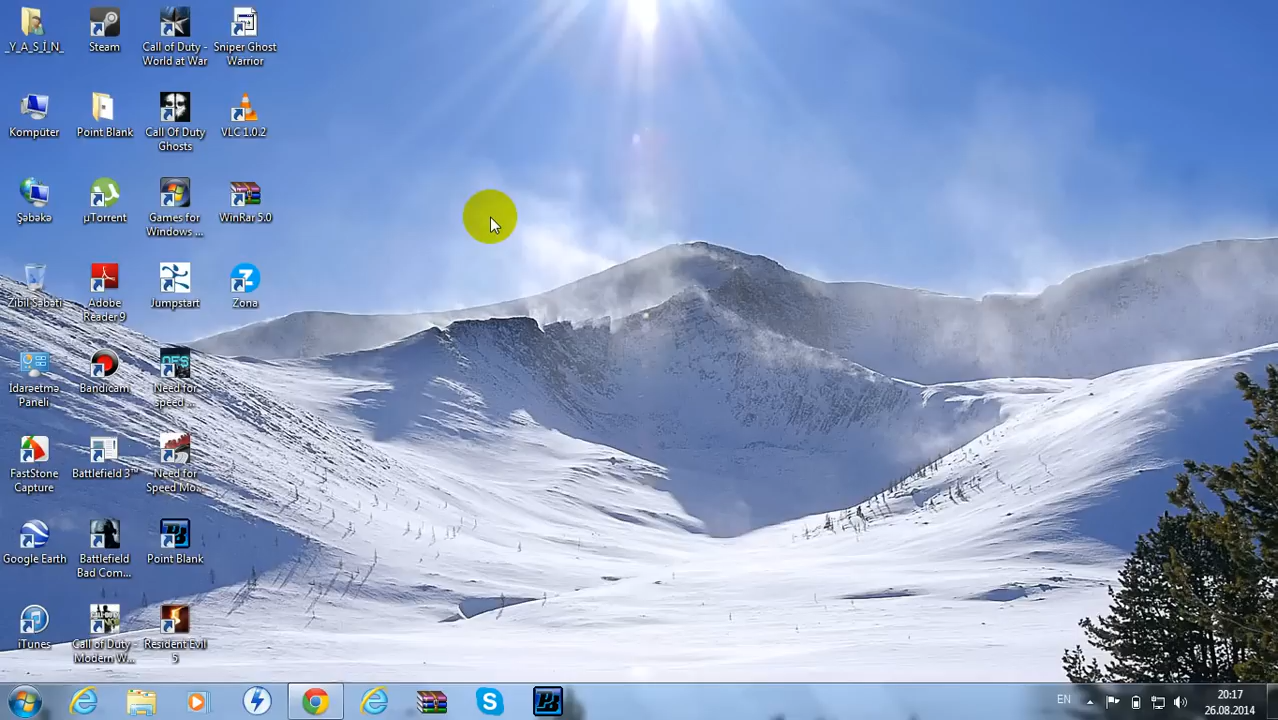 _Y_A_S_İ_N_
Steam
Call of Duty -
World at War
Sniper Ghost
Warrior
Kompüter
Point Blank
Call Of Duty
Ghosts
VLC 1.0.2
Şəbəkə
µTorrent
Games for
Windows ...
WinRar 5.0
Zibil Səbəti
Adobe
Reader 9
Jumpstart
Zona
İdarəetmə
Paneli
Bandicam
Need for
speed ...
FastStone
Capture
Battlefield 3™
Need for
Speed Mo...
Google Earth
Battlefield
Bad Com...
Point Blank
iTunes
Call of Duty
Modern W...
Resident Evil
5
EN
20:17
26.08.2014